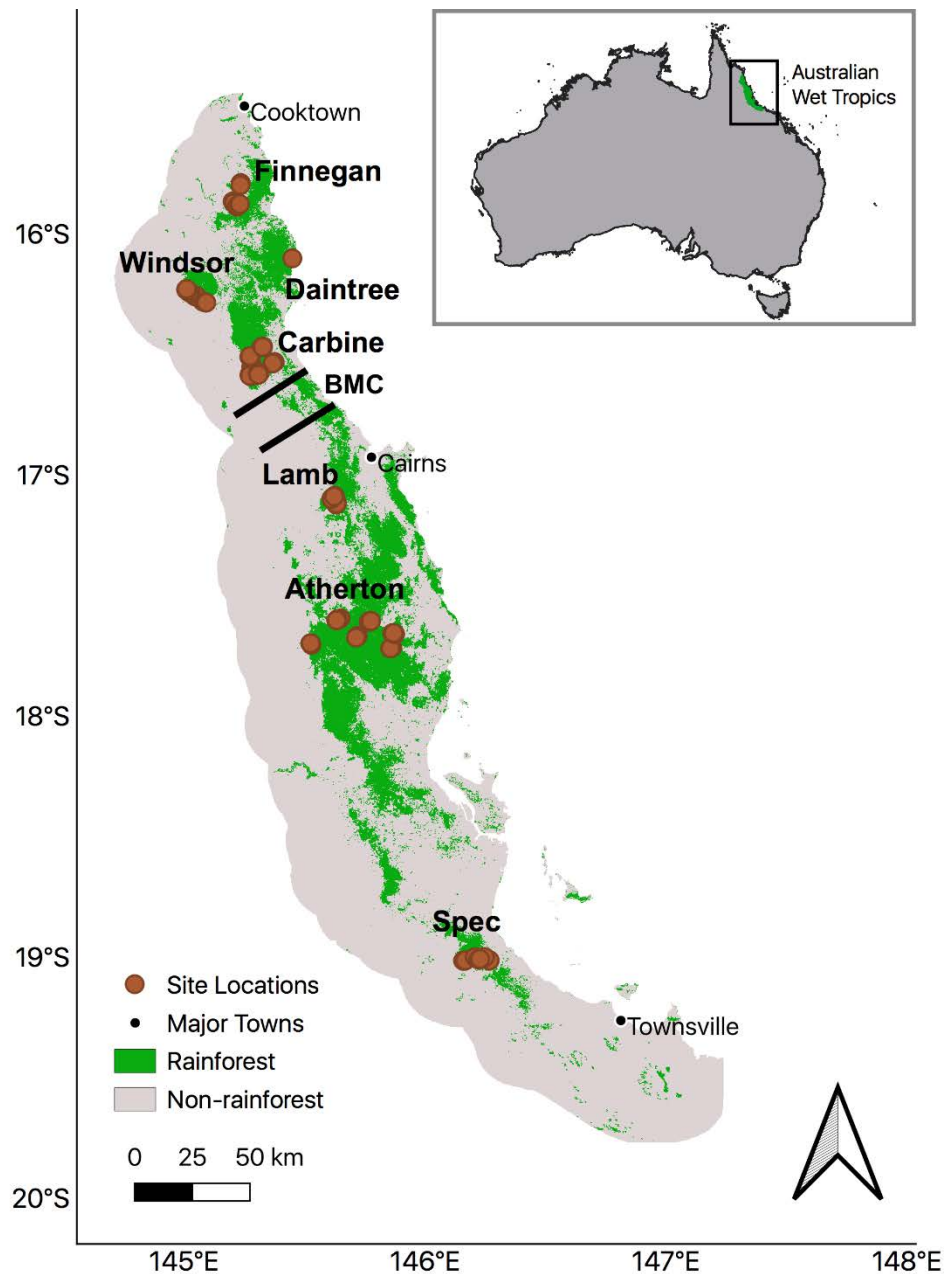 Australian
Wet Tropics
Cooktown
Finnegan
16°S
Windsor
Daintree
Carbine
BMC
17°S
Lamb
Cairns
Atherton
18°S
Spec
19°S
Site Locations
Major Towns
Townsville
Rainforest
Non-rainforest
0 25 50 km
20°S
145°E 146°E 147°E 148°E